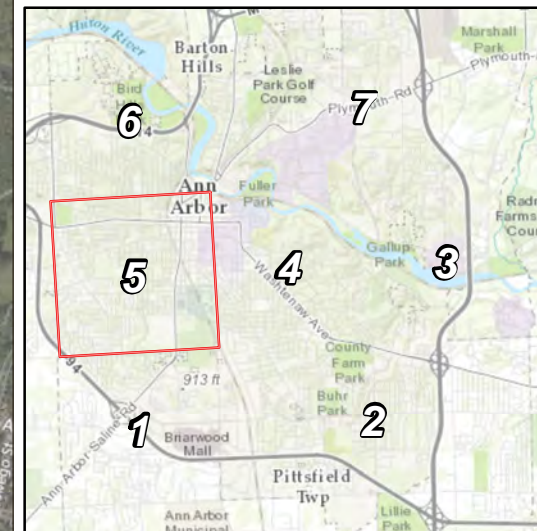 Huron River
Barton
Hills
Marshall
Park
M
Leslie
Park Golf
Course
Plymouth-Rd
Plymouth-
7
Bird
6
4
Ann
Arbor
Fuller
Park
Gallup
Park
3
Farms
Cour
5
4
Washtenaw-Ave
94
County
Farm
Park
913 ft
Buhr
Park
2
1
Ann Arbor Saline Rd
Briarwood
Mall
Pittsfield
Twp
Ann Arbor
Municipal
Lillie
Park